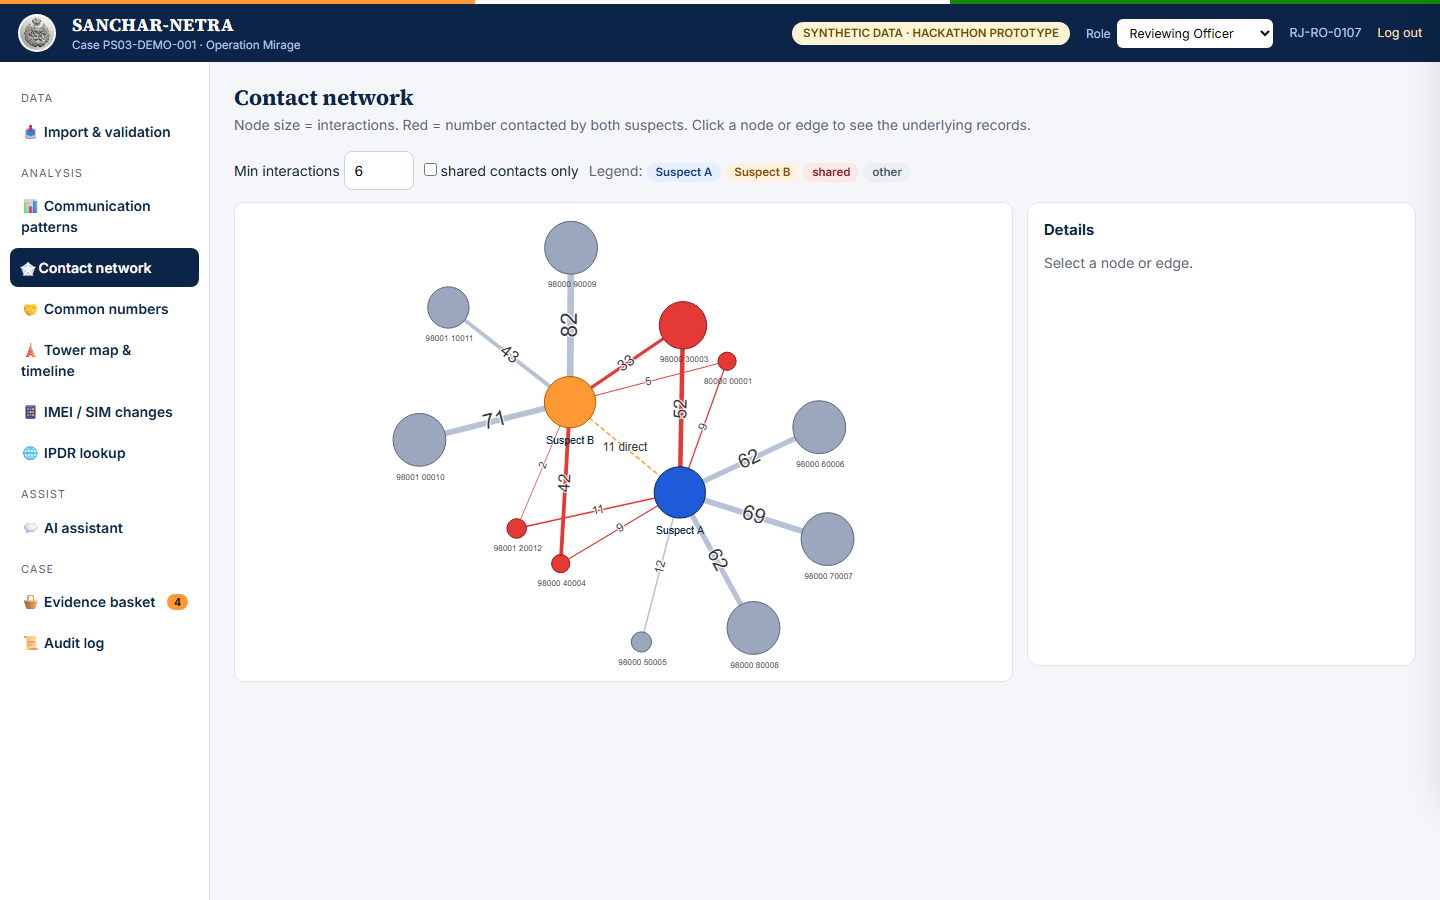 SANCHAR-NETRA
Case PS03-DEMO-001 · Operation Mirage
SYNTHETIC DATA · HACKATHON PROTOTYPE
Role
Reviewing Officer
RJ-RO-0107
Log out
DATA
Import & validation
ANALYSIS
Communication
patterns
Contact network
Common numbers
Tower map &
timeline
IMEI / SIM changes
IPDR lookup
ASSIST
AI assistant
CASE
Evidence basket 4
Audit log
Contact network
Node size = interactions. Red = number contacted by both suspects. Click a node or edge to see the underlying records.
Min interactions 6 shared contacts only Legend: Suspect A Suspect B shared other
98000 90009
98001 10011
82
43
33
98000 30003
80000 00001
5
71
52
9
98001 00010
Suspect B
11 direct
62
98000 60006
2
42
11
9
69
98001 20012
98000 40004
Suspect A
12
62
98000 70007
98000 50005
98000 80008
Details
Select a node or edge.